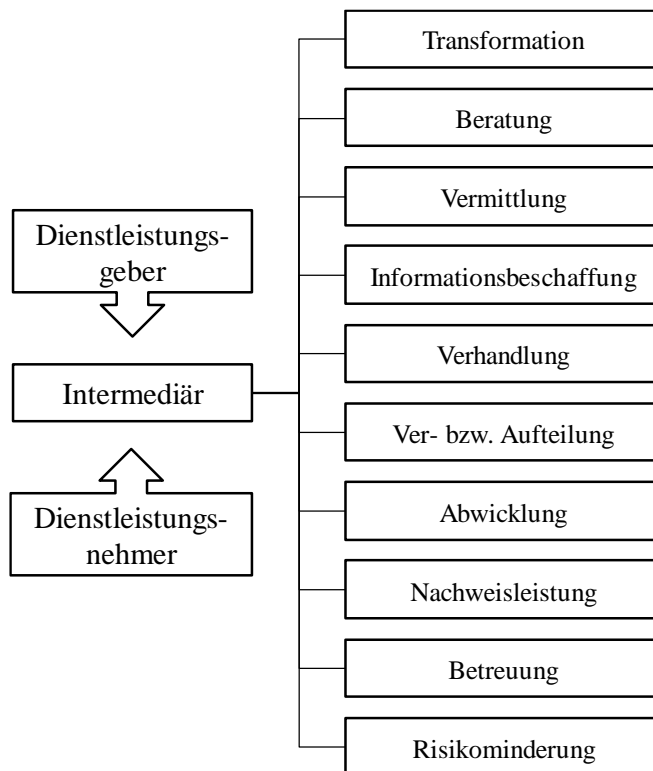 Dienstleistungs-
geber
Intermediär
Dienstleistungs-
nehmer
Transformation
Beratung
Vermittlung
Informationsbeschaffung
Verhandlung
Ver- bzw. Aufteilung
Abwicklung
Nachweisleistung
Betreuung
Risikominderung